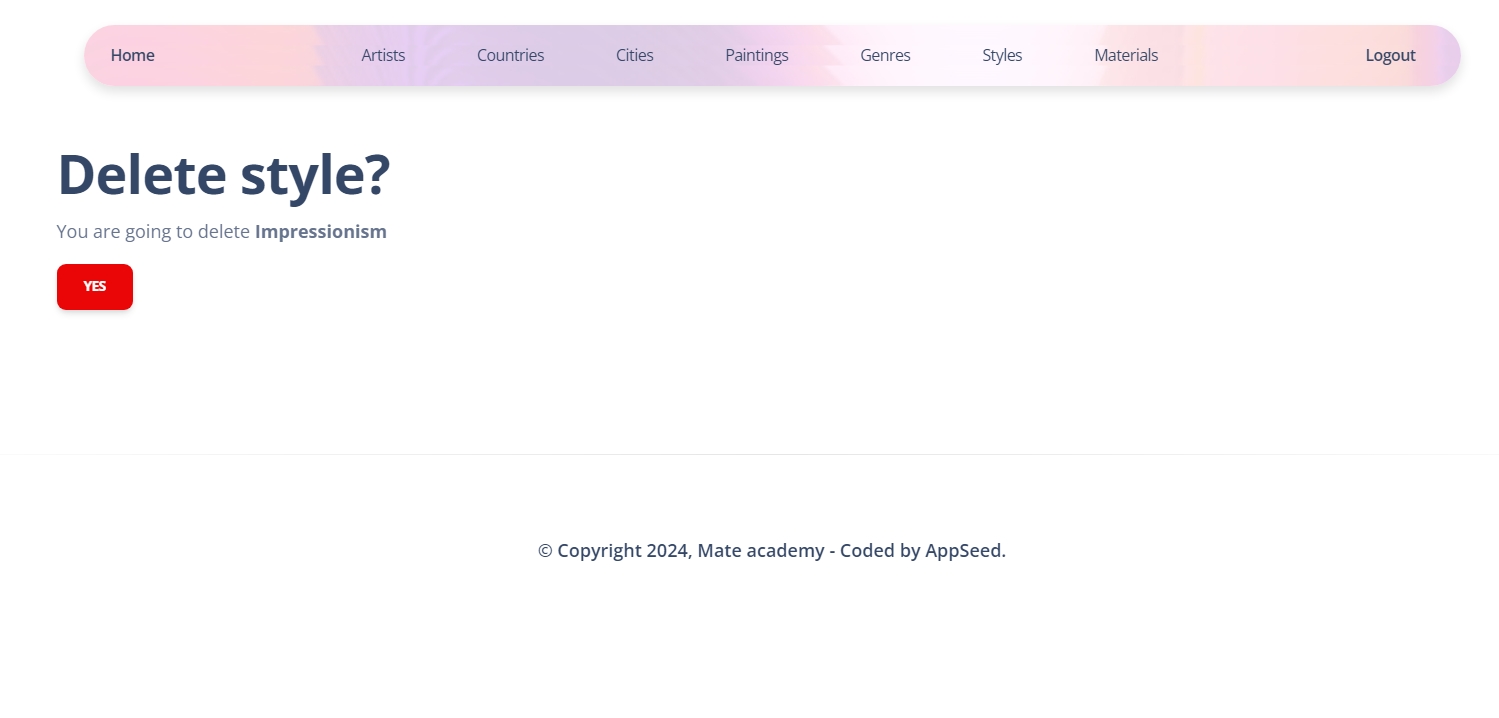 Home Artists Countries Cities Paintings Genres Styles Materials Logout
Delete style?
You are going to delete Impressionism
YES
© Copyright 2024, Mate academy - Coded by AppSeed.